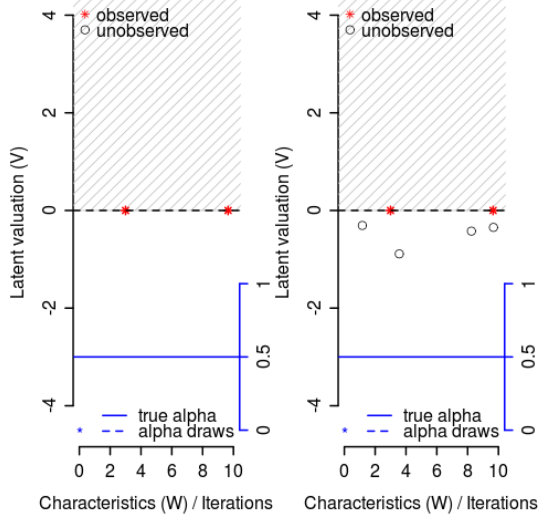 observed
unobserved
Latent valuation (V)
4
2
0
-2
-4
1
0.5
0
true alpha
alpha draws
0 2 4 6 8 10
Characteristics (W) / Iterations
observed
unobserved
Latent valuation (V)
4
2
0
-2
-4
1
0.5
0
true alpha
alpha draws
0 2 4 6 8 10
Characteristics (W) / Iterations